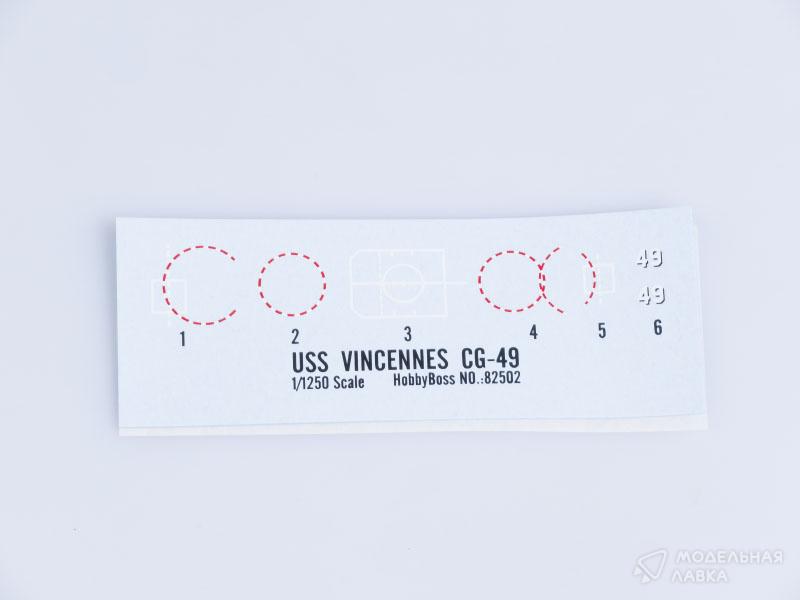 49
49
1 2 3 4 5 6
USS VINCENNES CG-49
1/1250 Scale HobbyBoss NO.:82502
МОДЕЛЬНАЯ
ЛАВКА